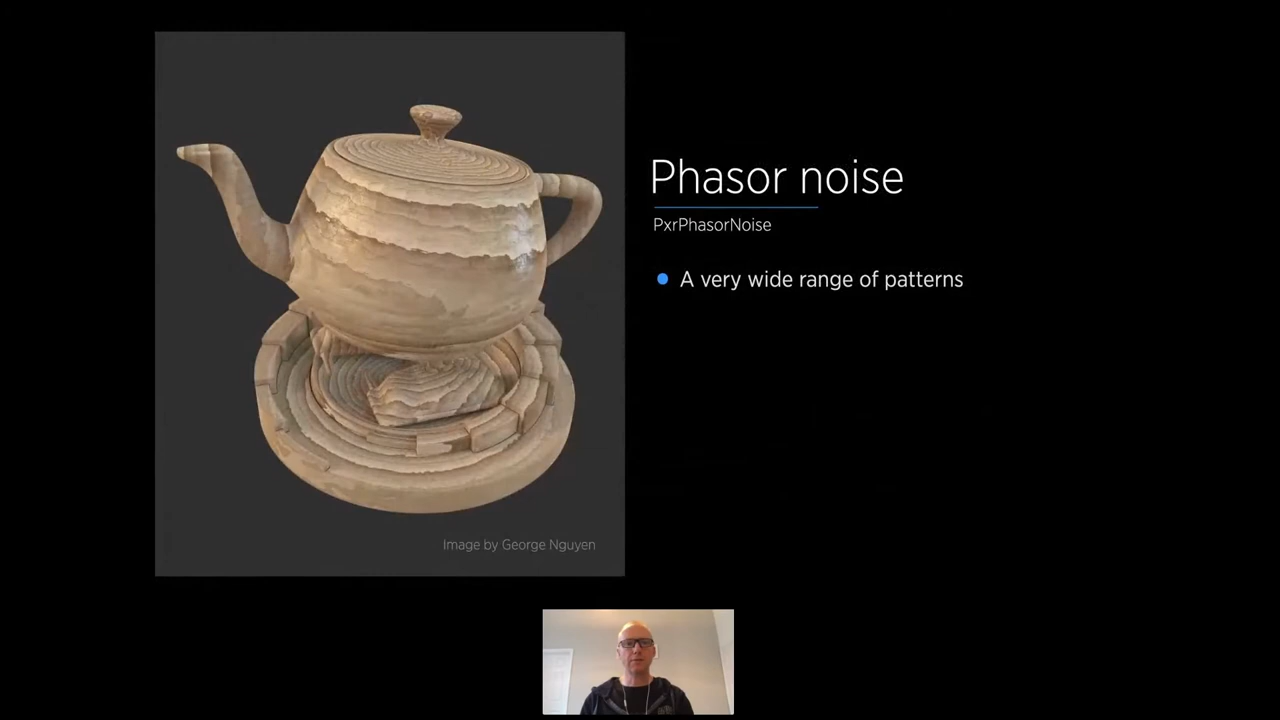 Phasor noise
PxrPhasorNoise
A very wide range of patterns
Image by George Nguyen